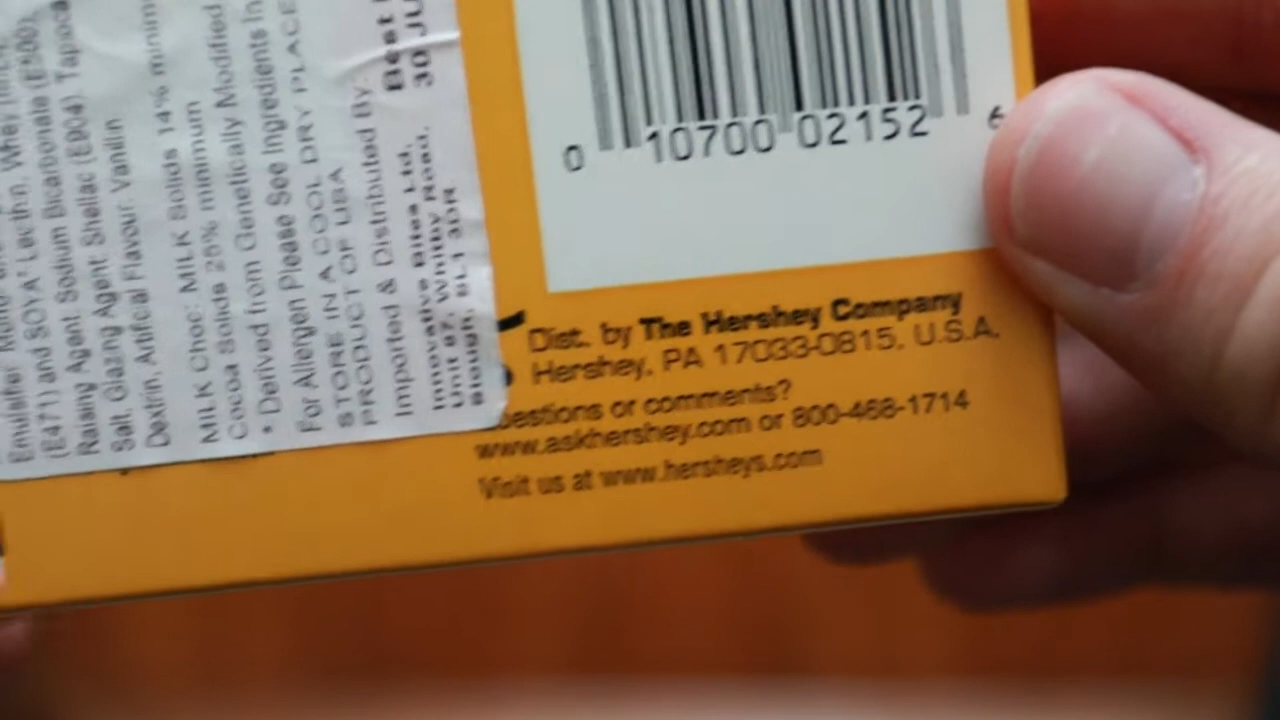 Emulsifier Mono and
(E471) and SOYA* Lecithin, Whey
Raising Agent Sodium Bicarbonate (E500),
Salt, Glazing Agent Shellac (E904), Tapioca
Dextrin, Artifical Flavour: Vanillin
MILK Choc: MILK Solids 14% minimum
Cocoa Solids 25% minimum
* Derived from Genetically Modified
For Allergen Please See Ingredients In
STORE IN A COOL DRY PLACE
PRODUCT OF USA
Imported & Distributed By:
Innovative Bites Ltd,
Unit 87, Whitby Road,
Slough, SL1 3DR
Best
30 JU
0 10700 02152 6
Dist. by The Hershey Company
Hershey, PA 17033-0815, U.S.A.
uestions or comments?
www.askhershey.com or 800-468-1714
Visit us at www.hersheys.com